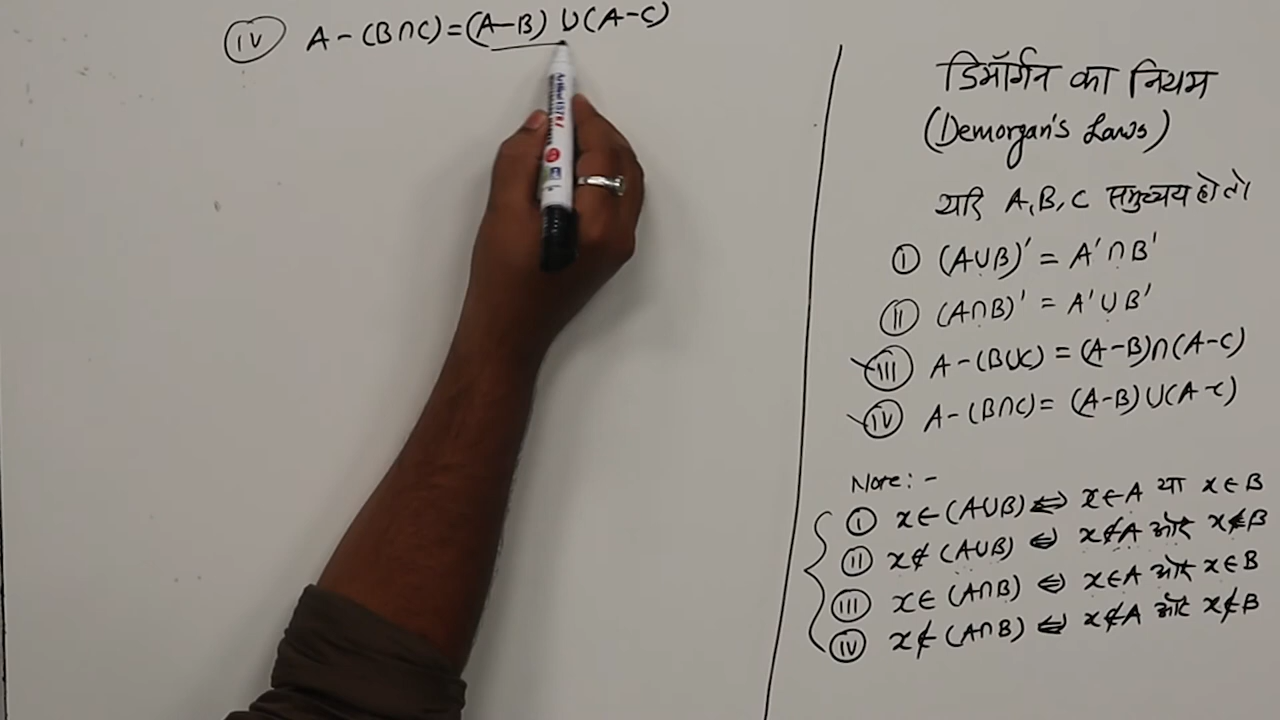 (iv) A-(B∩C)=(A-B)∪(A-C)
डिमॉर्गन का नियम
(Demorgan's Laws)
यदि A,B,C समुच्चय हो तो
(I) (A∪B)' = A'∩B'
(II) (A∩B)' = A'∪B'
(III) A-(B∪C) = (A-B)∩(A-C)
(IV) A-(B∩C) = (A-B)∪(A-C)
Note:-
(I) x∈(A∪B) ⇔ x∈A या x∈B
(II) x∉(A∪B) ⇔ x∉A और x∉B
(III) x∈(A∩B) ⇔ x∈A और x∈B
(IV) x∉(A∩B) ⇔ x∉A और x∉B